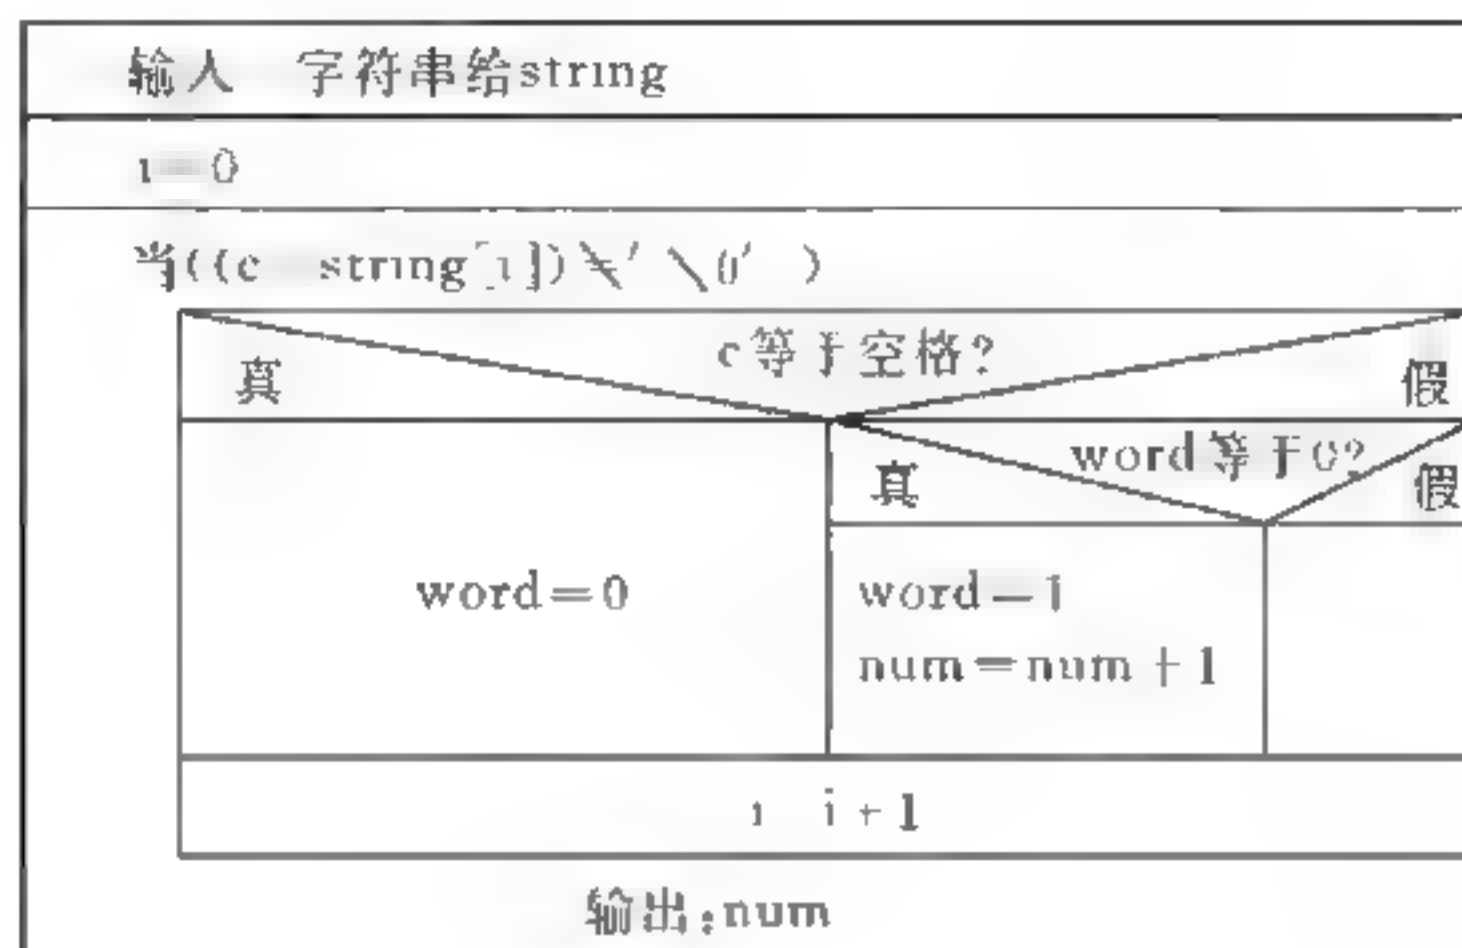 输入 字符串给string
i=0
当((c=string[i])≠'\0' )
c等于空格?
真
假
word等于0?
真
假
word=0
word=1
num=num+1
i=i+1
输出:num